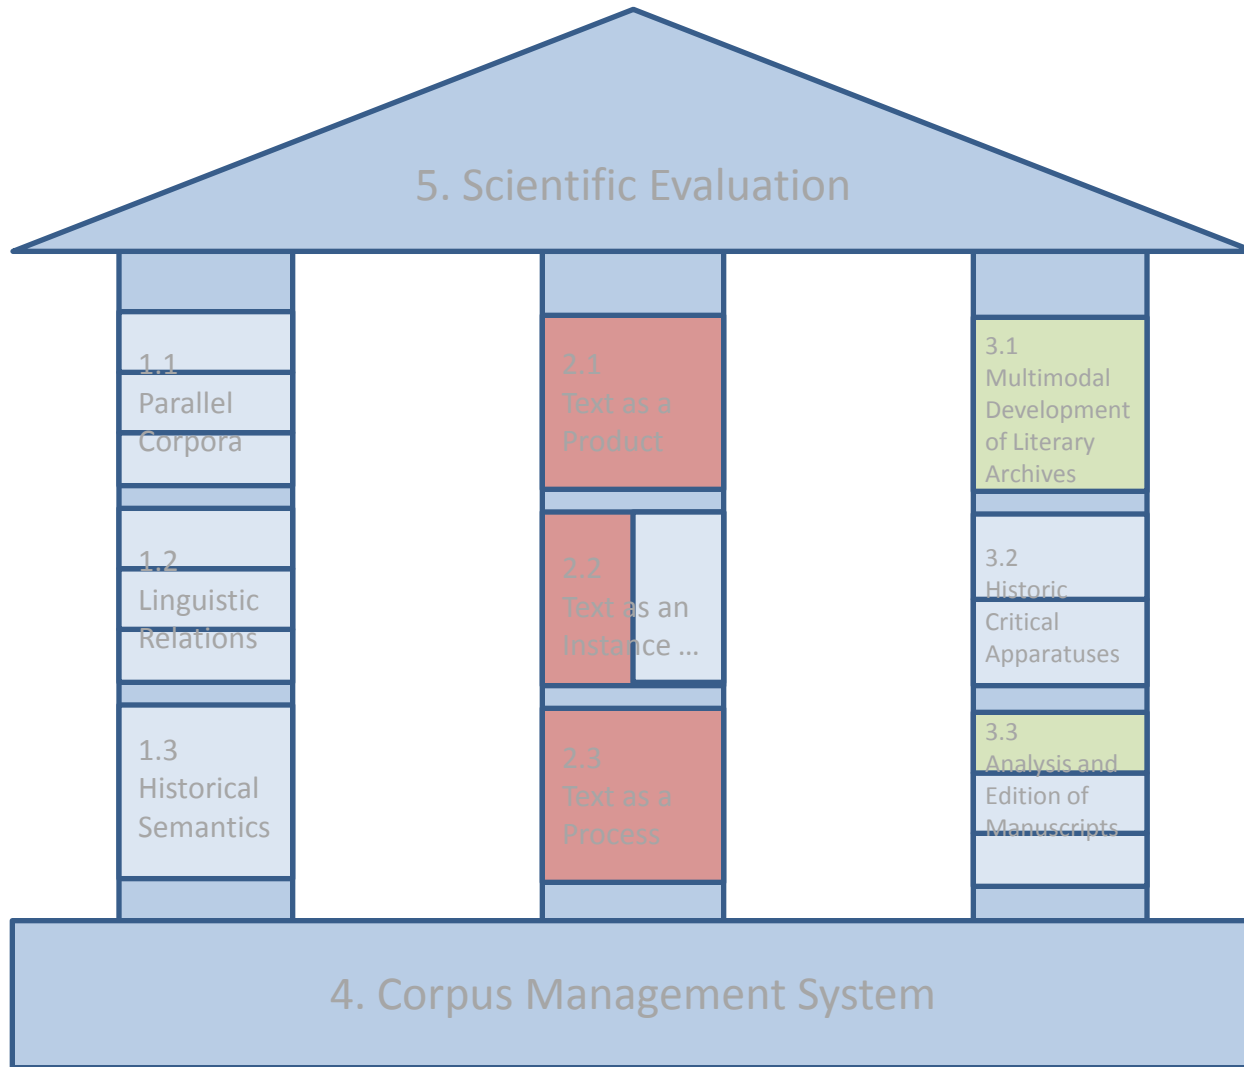 5. Scientific Evaluation
1.1
Parallel
Corpora
1.2
Linguistic
Relations
1.3
Historical
Semantics
2.1
Text as a
Product
2.2
Text as an
Instance ...
2.3
Text as a
Process
3.1
Multimodal
Development
of Literary
Archives
3.2
Historic
Critical
Apparatuses
3.3
Analysis and
Edition of
Manuscripts
4. Corpus Management System